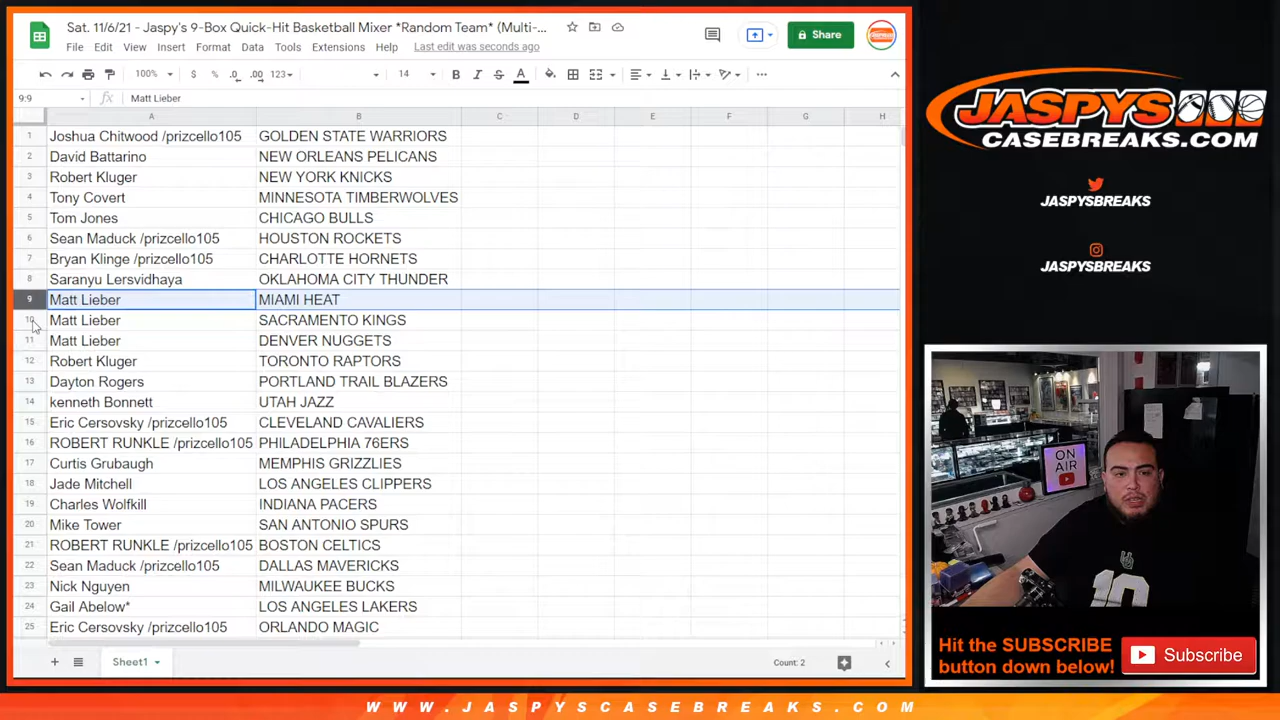 Sat. 11/6/21 - Jaspy's 9-Box Quick-Hit Basketball Mixer *Random Team* (Multi-...
File Edit View Insert Format Data Tools Extensions Help Last edit was seconds ago
Share
100% $ % .0 .00 123 14 B I S A
9:9 fx Matt Lieber
A B C D E F G H
1 Joshua Chitwood /prizcello105 GOLDEN STATE WARRIORS
2 David Battarino NEW ORLEANS PELICANS
3 Robert Kluger NEW YORK KNICKS
4 Tony Covert MINNESOTA TIMBERWOLVES
5 Tom Jones CHICAGO BULLS
6 Sean Maduck /prizcello105 HOUSTON ROCKETS
7 Bryan Klinge /prizcello105 CHARLOTTE HORNETS
8 Saranyu Lersvidhaya OKLAHOMA CITY THUNDER
9 Matt Lieber MIAMI HEAT
10 Matt Lieber SACRAMENTO KINGS
11 Matt Lieber DENVER NUGGETS
12 Robert Kluger TORONTO RAPTORS
13 Dayton Rogers PORTLAND TRAIL BLAZERS
14 kenneth Bonnett UTAH JAZZ
15 Eric Cersovsky /prizcello105 CLEVELAND CAVALIERS
16 ROBERT RUNKLE /prizcello105 PHILADELPHIA 76ERS
17 Curtis Grubaugh MEMPHIS GRIZZLIES
18 Jade Mitchell LOS ANGELES CLIPPERS
19 Charles Wolfkill INDIANA PACERS
20 Mike Tower SAN ANTONIO SPURS
21 ROBERT RUNKLE /prizcello105 BOSTON CELTICS
22 Sean Maduck /prizcello105 DALLAS MAVERICKS
23 Nick Nguyen MILWAUKEE BUCKS
24 Gail Abelow* LOS ANGELES LAKERS
25 Eric Cersovsky /prizcello105 ORLANDO MAGIC
Sheet1
Count: 2
JASPYS
CASEBREAKS.COM
JASPYSBREAKS
JASPYSBREAKS
ON
AIR
10
Hit the SUBSCRIBE
button down below!
Subscribe
WWW.JASPYSCASEBREAKS.COM